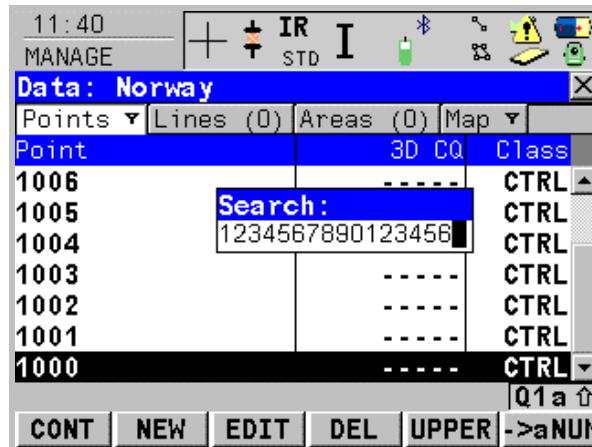 11:40
MANAGE
IR
STD
I
Data: Norway
Points Lines (0) Areas (0) Map
Point 3D CQ Class
1006 ----- CTRL
1005 CTRL
Search:
1234567890123456
1004 CTRL
1003 ----- CTRL
1002 ----- CTRL
1001 ----- CTRL
1000 ----- CTRL
Q1a
CONT NEW EDIT DEL UPPER ->aNUM